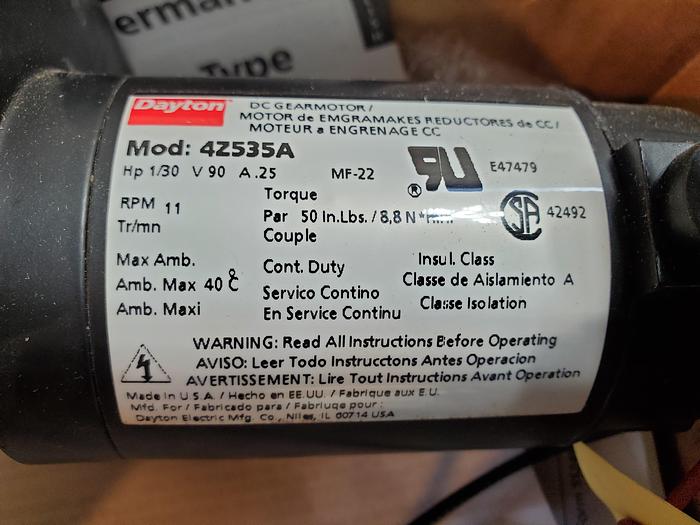 ermani
Type
Dayton
DC GEARMOTOR/
MOTOR de EMGRAMAKES REDUCTORES de CC/
MOTEUR a ENGRENAGE CC
Mod: 4Z535A
Hp 1/30 V 90 A .25 MF-22
® E47479
RPM 11
Tr/mn
Torque
Par 50 In.Lbs. / 8,8 N*m
Couple
CSA 42492
Max Amb.
Amb. Max 40°C
Amb. Maxi
Cont. Duty
Servico Contino
En Service Continu
Insul. Class
Classe de Aislamiento A
Classe Isolation
WARNING: Read All Instructions Before Operating
AVISO: Leer Todo Instrucctons Antes Operacion
AVERTISSEMENT: Lire Tout Instructions Avant Operation
Made in U.S.A. / Hecho en EE.UU. / Fabrique aux E.U.
Mfd. For / Fabricado para / Fabriuqe pour:
Dayton Electric Mfg. Co., Niles, IL 60714 USA